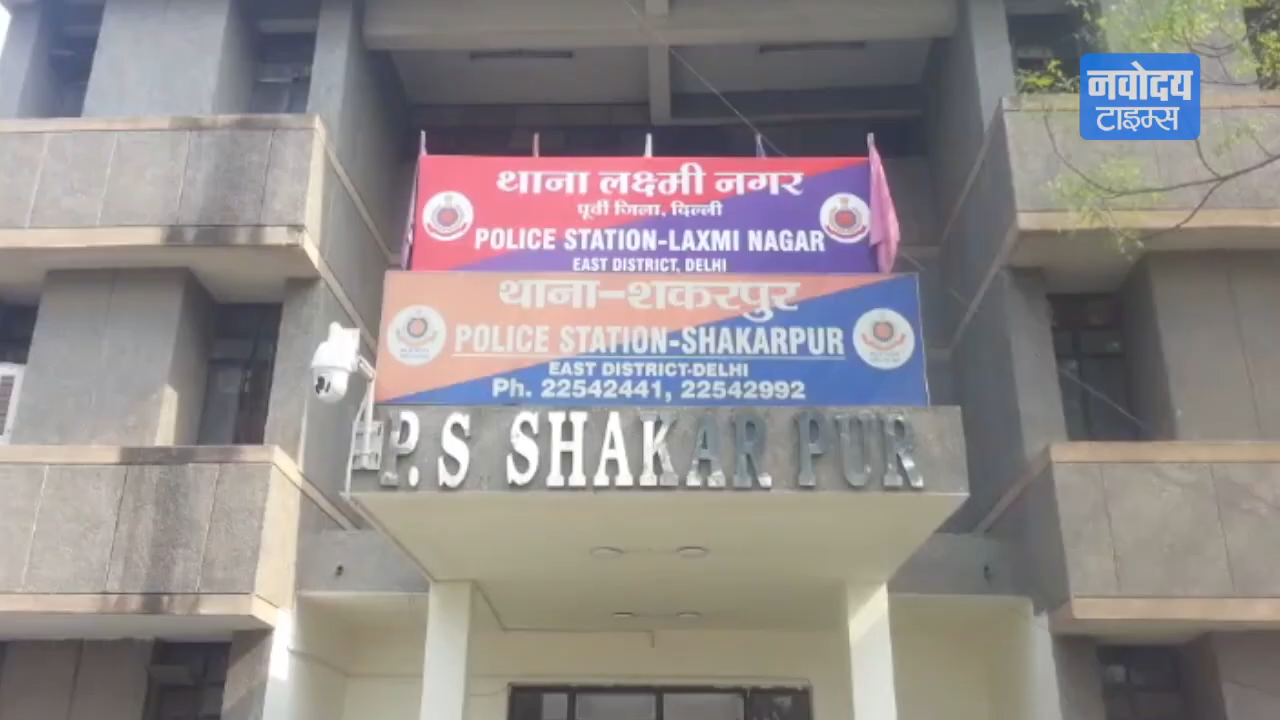 नवोदय
टाइम्स
थाना लक्ष्मी नगर
पूर्वी जिला, दिल्ली
POLICE STATION-LAXMI NAGAR
EAST DISTRICT, DELHI
थाना-शकरपुर
POLICE STATION-SHAKARPUR
EAST DISTRICT-DELHI
Ph. 22542441, 22542992
P.S SHAKAR PUR